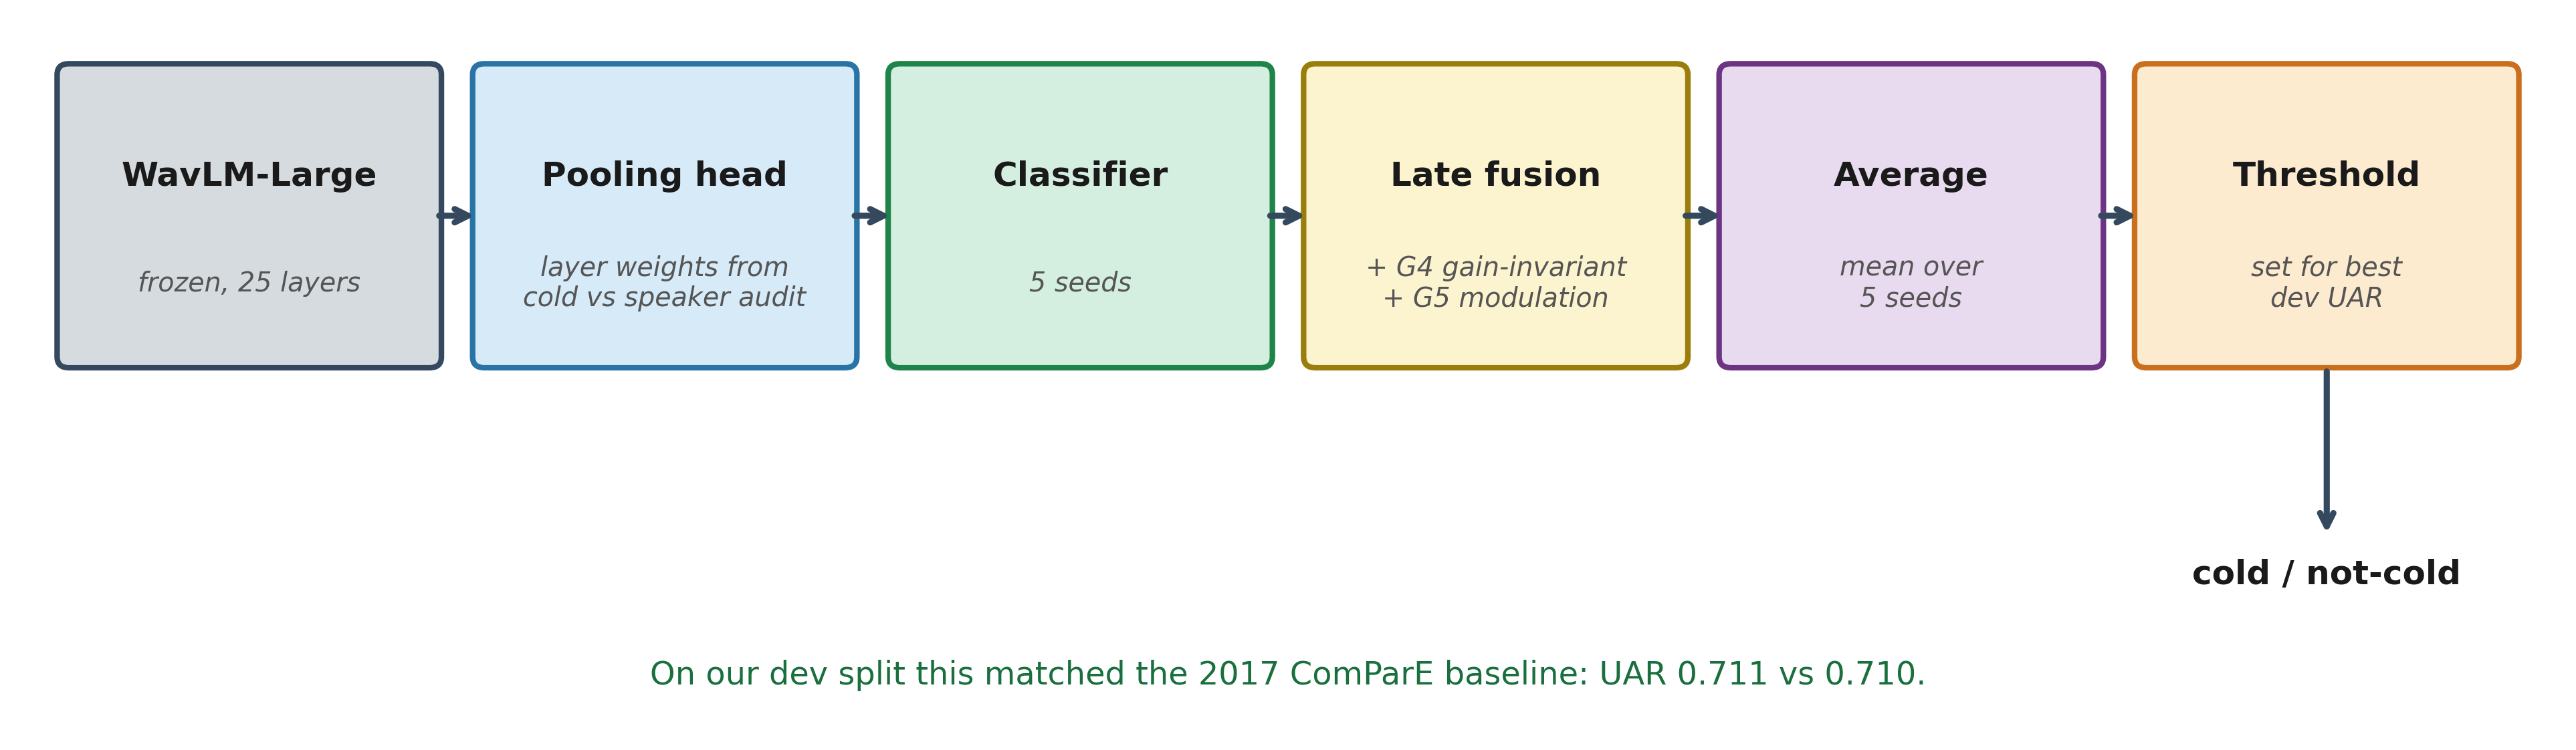 WavLM-Large
frozen, 25 layers
Pooling head
layer weights from
cold vs speaker audit
Classifier
5 seeds
Late fusion
+ G4 gain-invariant
+ G5 modulation
Average
mean over
5 seeds
Threshold
set for best
dev UAR
cold / not-cold
On our dev split this matched the 2017 ComParE baseline: UAR 0.711 vs 0.710.